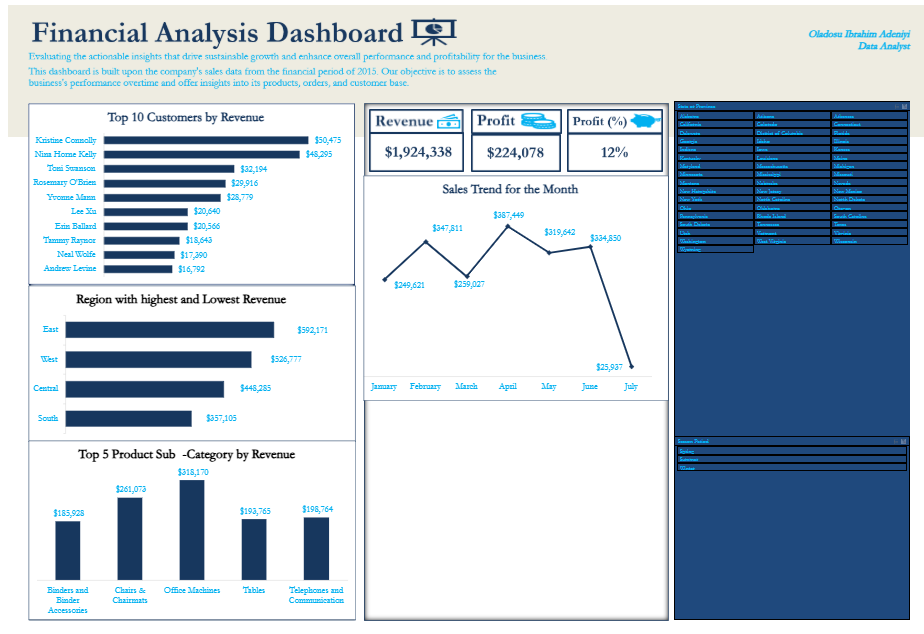 Financial Analysis Dashboard
Evaluating the actionable insights that drive sustainable growth and enhance overall performance and profitability for the business
This dashboard is built upon the company's sales data from the financial period of 2015. Our objective is to assess the
business's performance overtime and offer insights into its products, orders, and customer base.
Oladosu Ibrahim Adeniyi
Data Analyst
Top 10 Customers by Revenue
Kristine Connolly $50,475
Nina Horne Kelly $48,295
Toni Swanson $32,194
Rosemary O'Brien $29,916
Yvonne Mann $28,779
Lee Xu $20,640
Erin Ballard $20,566
Tammy Raynor $18,643
Neal Wolfe $17,390
Andrew Levine $16,792
Region with highest and Lowest Revenue
East $592,171
West $526,777
Central $448,285
South $357,105
Top 5 Product Sub -Category by Revenue
$185,928 $261,073 $318,170 $193,765 $198,764
Binders and Chairs & Office Machines Tables Telephones and
Binder Chairmats Communication
Accessories
Revenue Profit Profit (%)
$1,924,338 $224,078 12%
Sales Trend for the Month
$249,621 $347,811 $259,027 $387,449 $319,642 $334,850 $25,937
January February March April May June July
State or Province
Alabama Arizona Arkansas
California Colorado Connecticut
Delaware District of Columbia Florida
Georgia Idaho Illinois
Indiana Iowa Kansas
Kentucky Louisiana Maine
Maryland Massachusetts Michigan
Minnesota Mississippi Missouri
Montana Nebraska Nevada
New Hampshire New Jersey New Mexico
New York North Carolina North Dakota
Ohio Oklahoma Oregon
Pennsylvania Rhode Island South Carolina
South Dakota Tennessee Texas
Utah Vermont Virginia
Washington West Virginia Wisconsin
Wyoming
Season Period
Spring
Summer
Winter